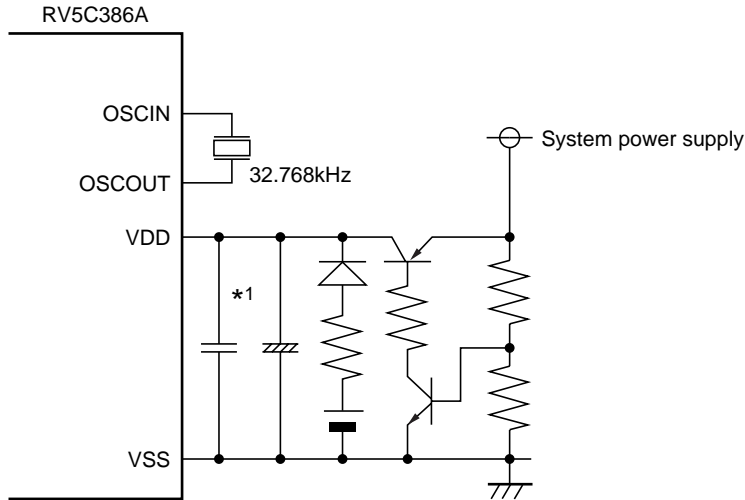 RV5C386A
OSCIN
System power supply
OSCOUT
32.768kHz
VDD
*1
VSS